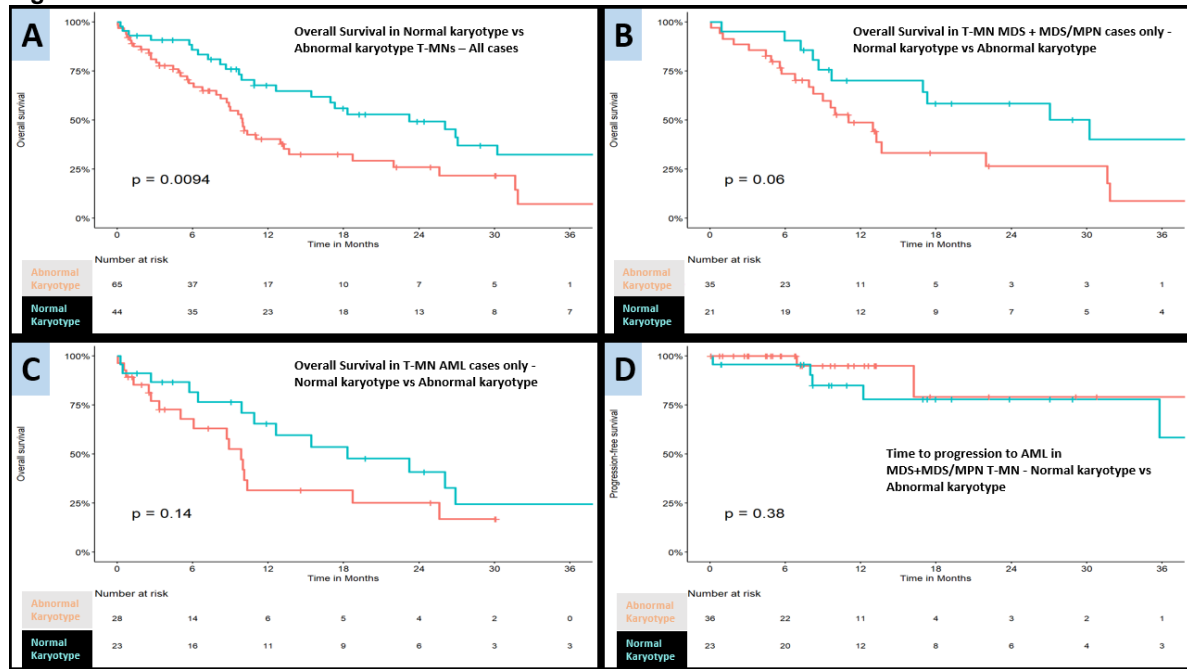 A
Overall Survival in Normal karyotype vs
Abnormal karyotype T-MNs – All cases
100%
75%
50%
25%
0%
Overall survival
p = 0.0094
0 6 12 18 24 30 36
Time in Months
Number at risk
Abnormal
Karyotype
65 37 17 10 7 5 1
Normal
Karyotype
44 35 23 18 13 8 7
B
Overall Survival in T-MN MDS + MDS/MPN cases only -
Normal karyotype vs Abnormal karyotype
100%
75%
50%
25%
0%
Overall survival
p = 0.06
0 6 12 18 24 30 36
Time in Months
Number at risk
Abnormal
Karyotype
35 23 11 5 3 3 1
Normal
Karyotype
21 19 12 9 7 5 4
C
Overall Survival in T-MN AML cases only -
Normal karyotype vs Abnormal karyotype
100%
75%
50%
25%
0%
Overall survival
p = 0.14
0 6 12 18 24 30 36
Time in Months
Number at risk
Abnormal
Karyotype
28 14 6 5 4 2 0
Normal
Karyotype
23 16 11 9 6 3 3
D
100%
75%
50%
25%
0%
Progression-free survival
Time to progression to AML in
MDS+MDS/MPN T-MN - Normal karyotype vs
Abnormal karyotype
p = 0.38
0 6 12 18 24 30 36
Time in Months
Number at risk
Abnormal
Karyotype
36 22 11 4 3 2 1
Normal
Karyotype
23 20 12 8 6 4 3